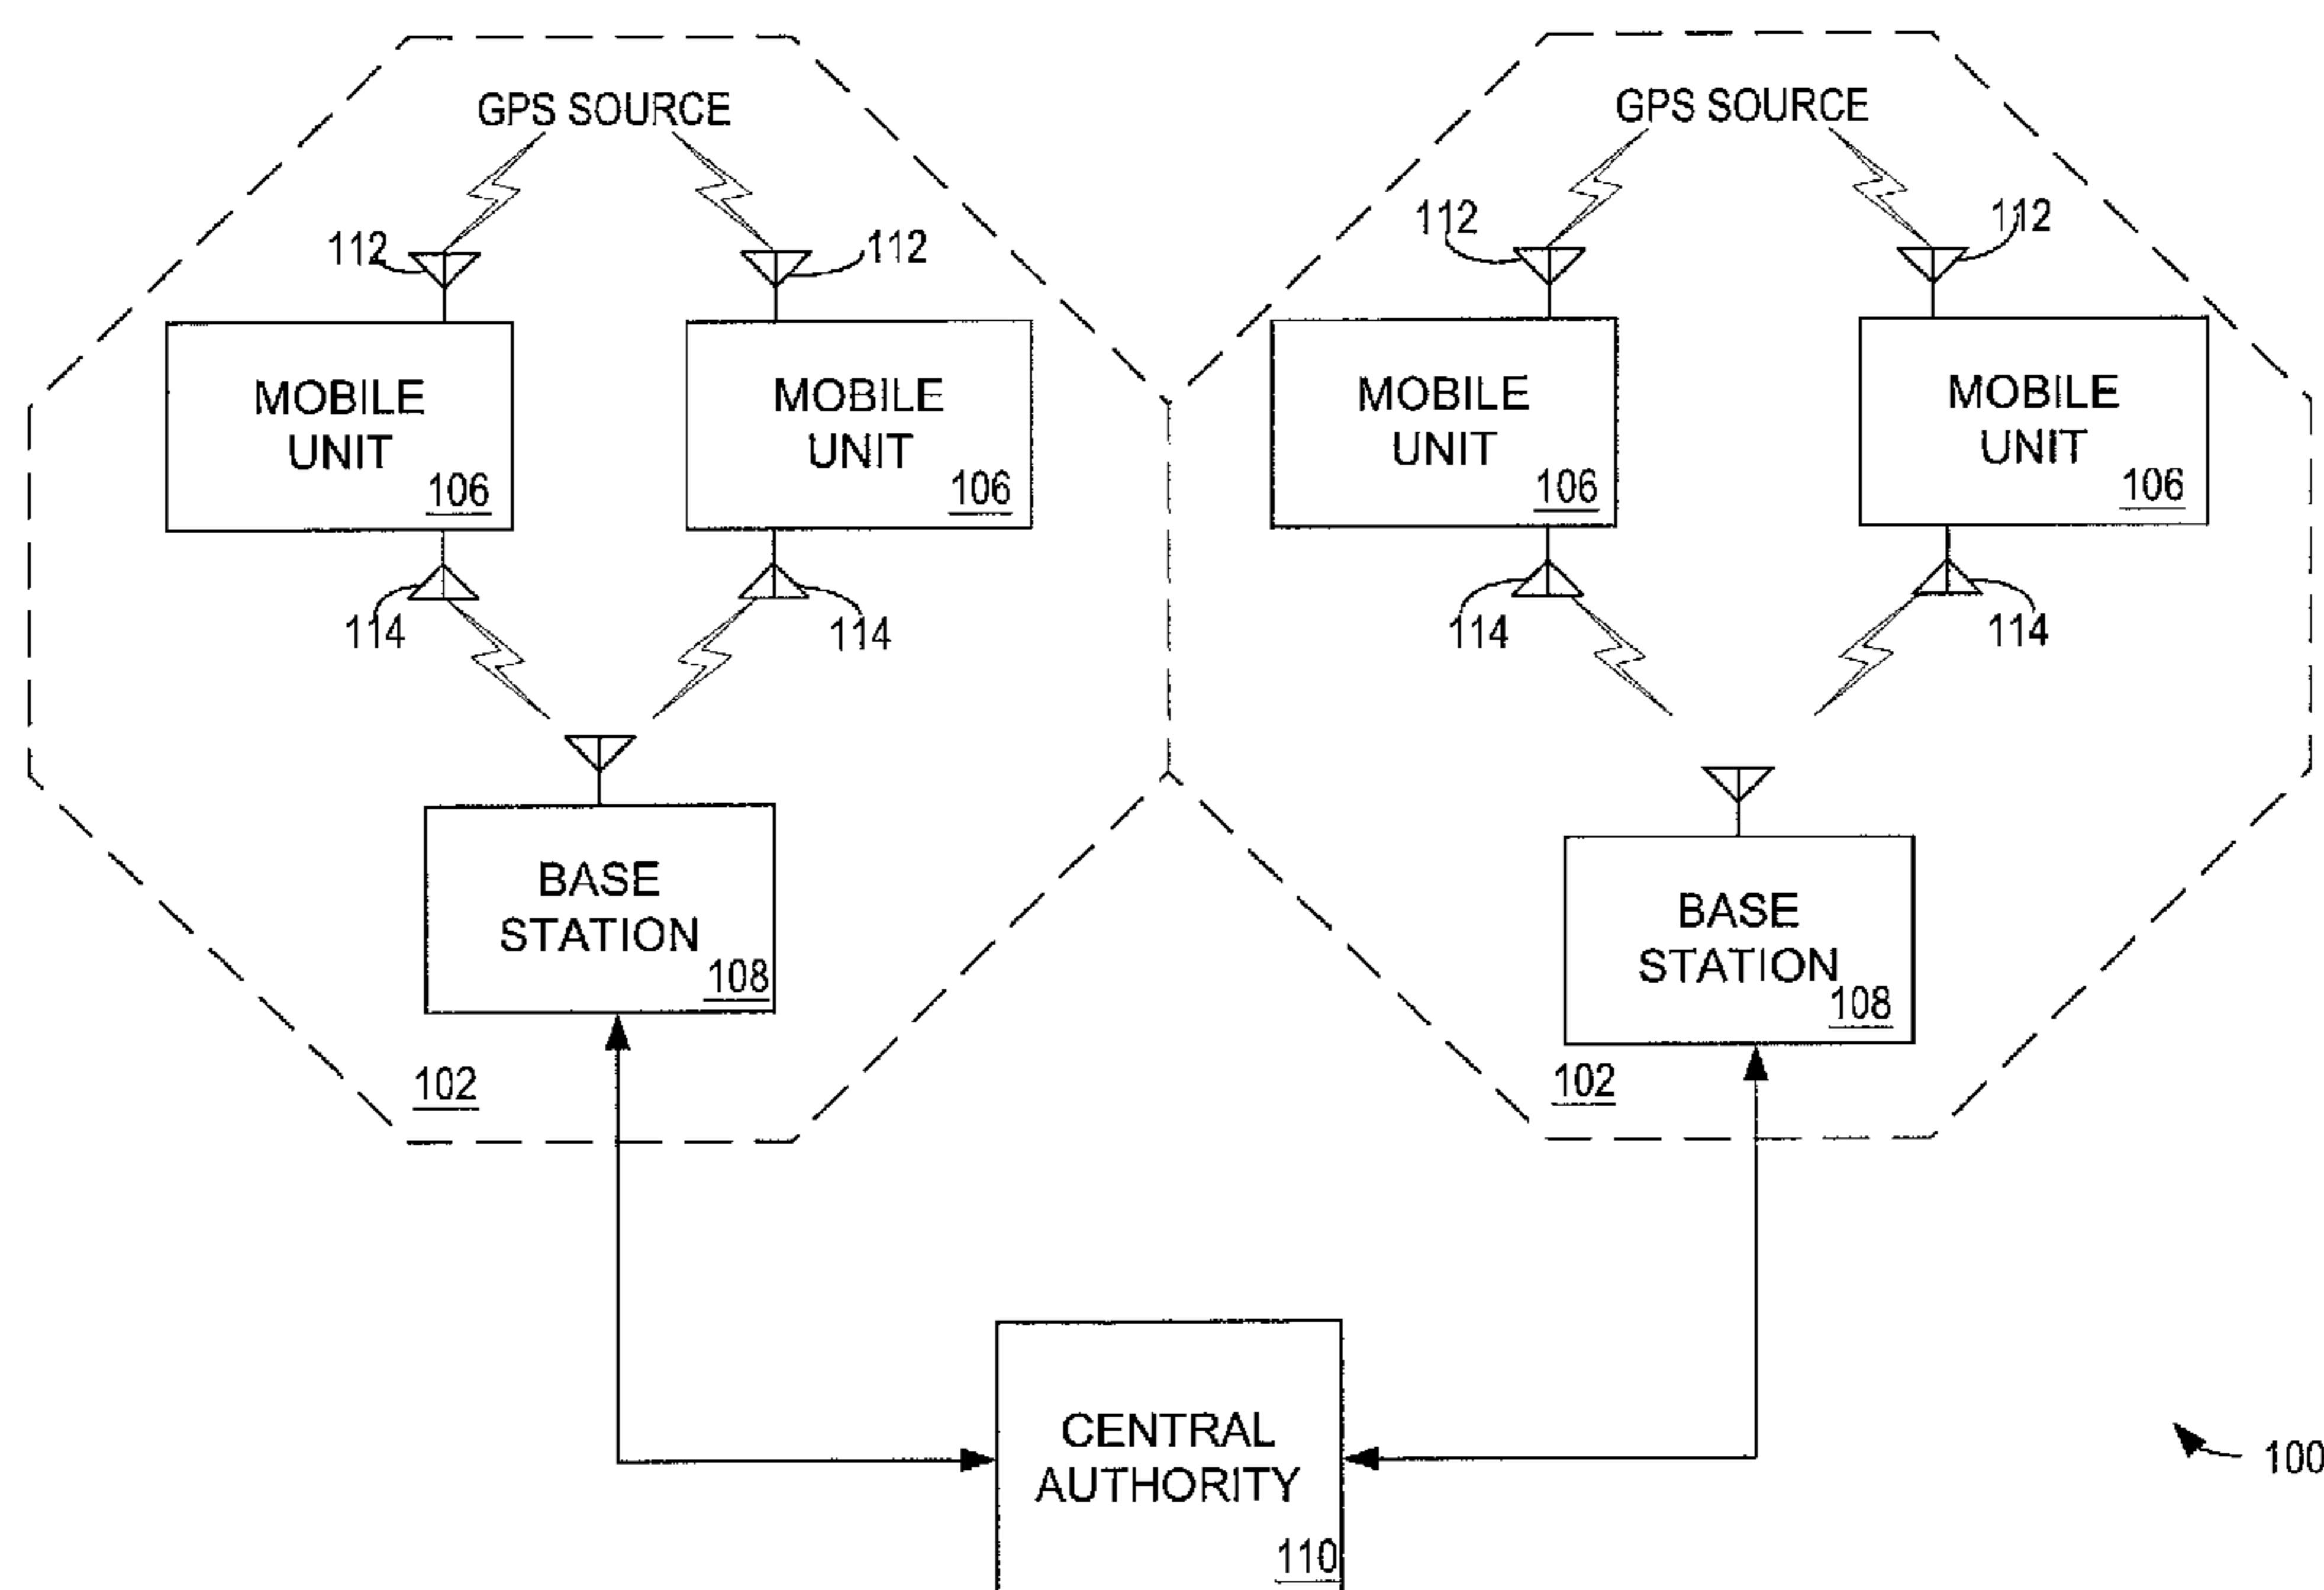 GPS SOURCE
GPS SOURCE
112
112
112
112
MOBILE
UNIT
106
MOBILE
UNIT
106
MOBILE
UNIT
106
MOBILE
UNIT
106
114
114
114
114
BASE
STATION
108
BASE
STATION
108
102
102
CENTRAL
AUTHORITY
110
100